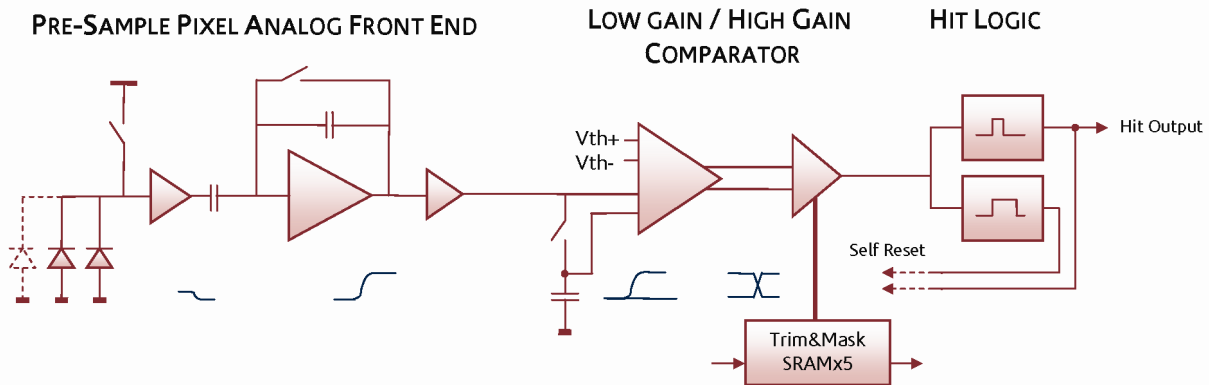 PRE-SAMPLE PIXEL ANALOG FRONT END
LOW GAIN / HIGH GAIN
COMPARATOR
HIT LOGIC
Vth+
Vth-
Hit Output
Self Reset
Trim&Mask
SRAMx5